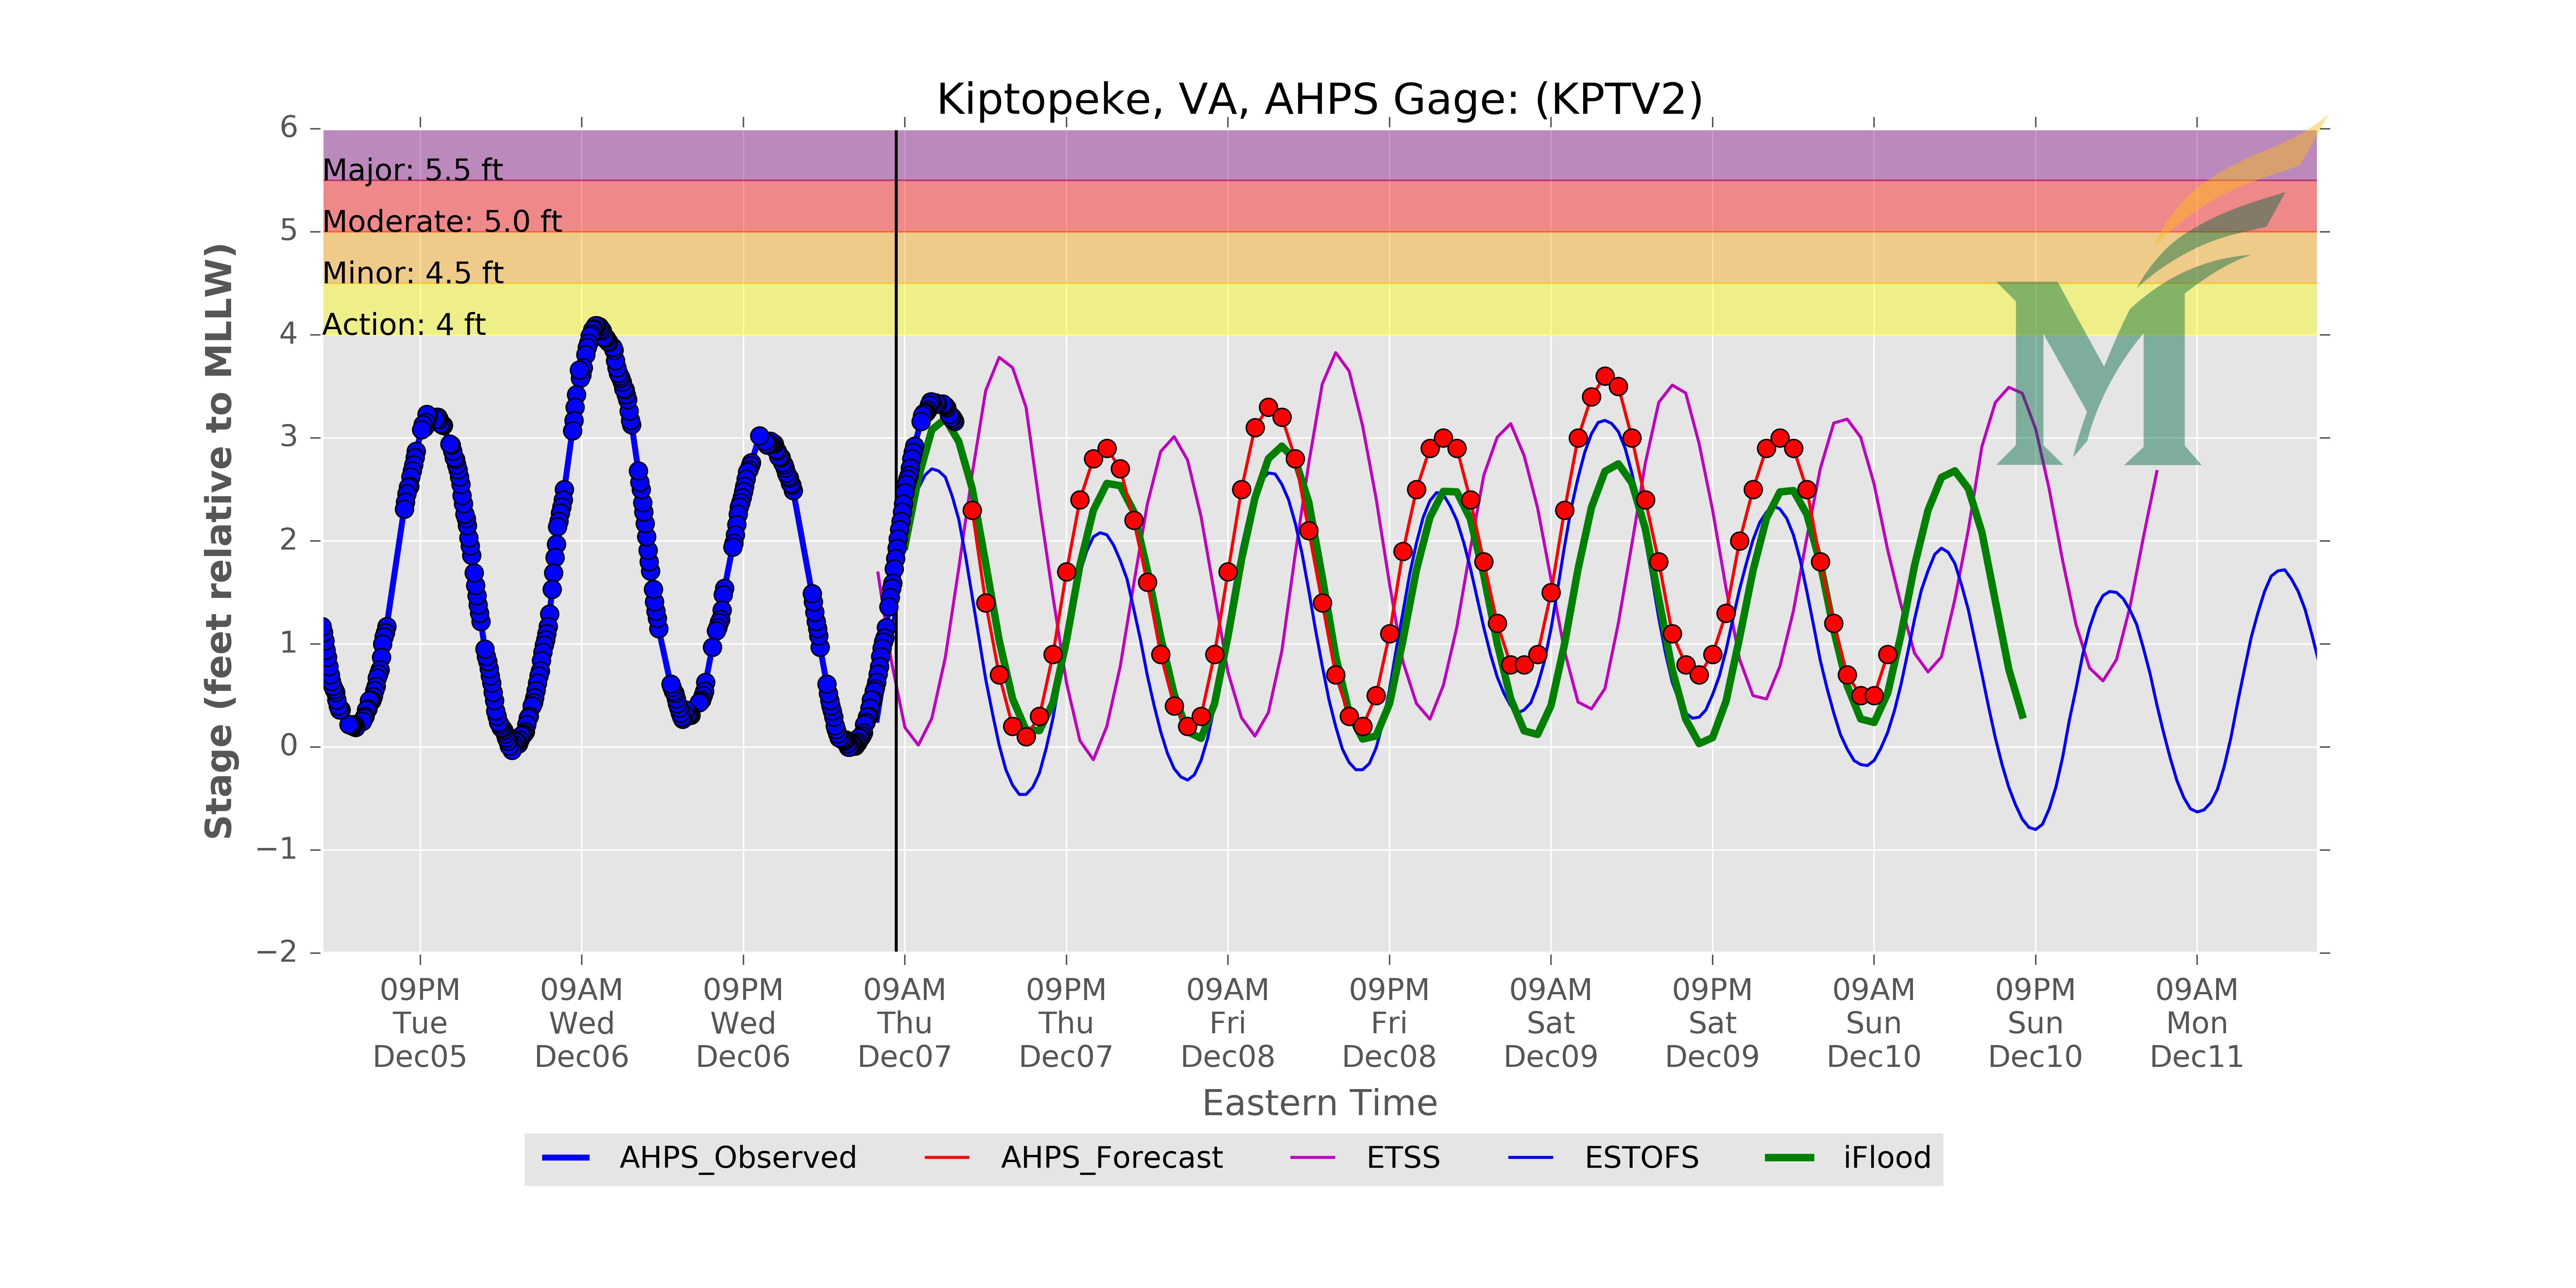 Kiptopeke, VA, AHPS Gage: (KPTV2)
6
5
4
3
2
1
0
−1
−2
Stage (feet relative to MLLW)
Major: 5.5 ft
Moderate: 5.0 ft
Minor: 4.5 ft
Action: 4 ft
M
09PM 09AM 09PM 09AM 09PM 09AM 09PM 09AM 09PM 09AM 09PM 09AM
Tue Wed Wed Thu Thu Fri Fri Sat Sat Sun Sun Mon
Dec05 Dec06 Dec06 Dec07 Dec07 Dec08 Dec08 Dec09 Dec09 Dec10 Dec10 Dec11
Eastern Time
AHPS_Observed AHPS_Forecast ETSS ESTOFS iFlood